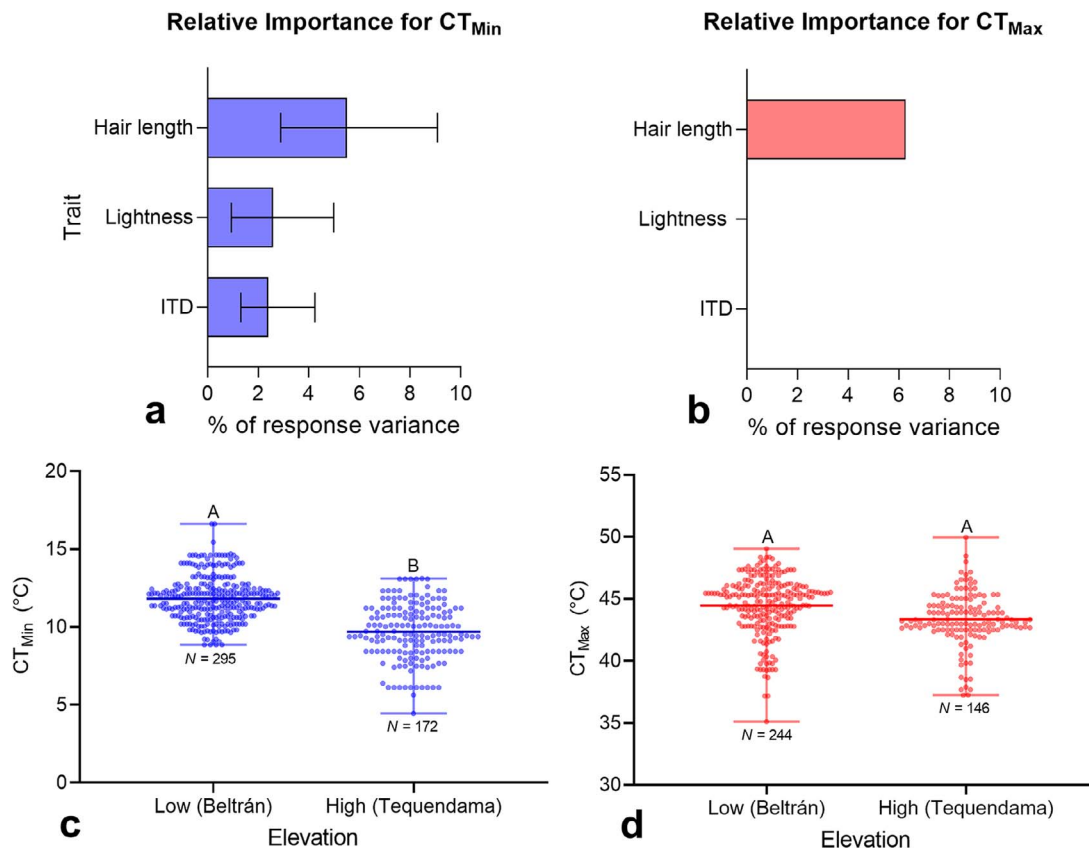 Relative Importance for CTMin
Hair length
Lightness
ITD
Trait
0 2 4 6 8 10
% of response variance
a
Relative Importance for CTMax
Hair length
Lightness
ITD
0 2 4 6 8 10
% of response variance
b
20
15
10
5
0
CTMin (°C)
A
N = 295
B
N = 172
Low (Beltrán) High (Tequendama)
Elevation
c
55
50
45
40
35
30
CTMax (°C)
A
N = 244
A
N = 146
Low (Beltrán) High (Tequendama)
Elevation
d